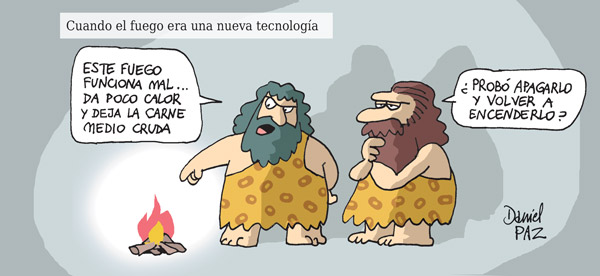 Cuando el fuego era una nueva tecnología
ESTE FUEGO
FUNCIONA MAL...
DA POCO CALOR
Y DEJA LA CARNE
MEDIO CRUDA
¿PROBÓ APAGARLO
Y VOLVER A
ENCENDERLO?
Daniel
PAZ